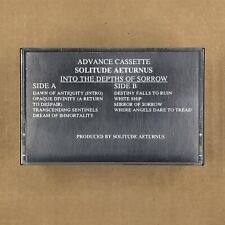 ADVANCE CASSETTE
SOLITUDE AETURNUS
INTO THE DEPTHS OF SORROW
SIDE A
DAWN OF ANTIQUITY (INTRO)
OPAQUE DIVINITY (A RETURN
TO DESPAIR)
TRANSCENDING SENTINELS
DREAM OF IMMORTALITY
SIDE B
DESTINY FALLS TO RUIN
WHITE SHIP
MIRROR OF SORROW
WHERE ANGELS DARE TO TREAD
PRODUCED BY SOLITUDE AETURNUS